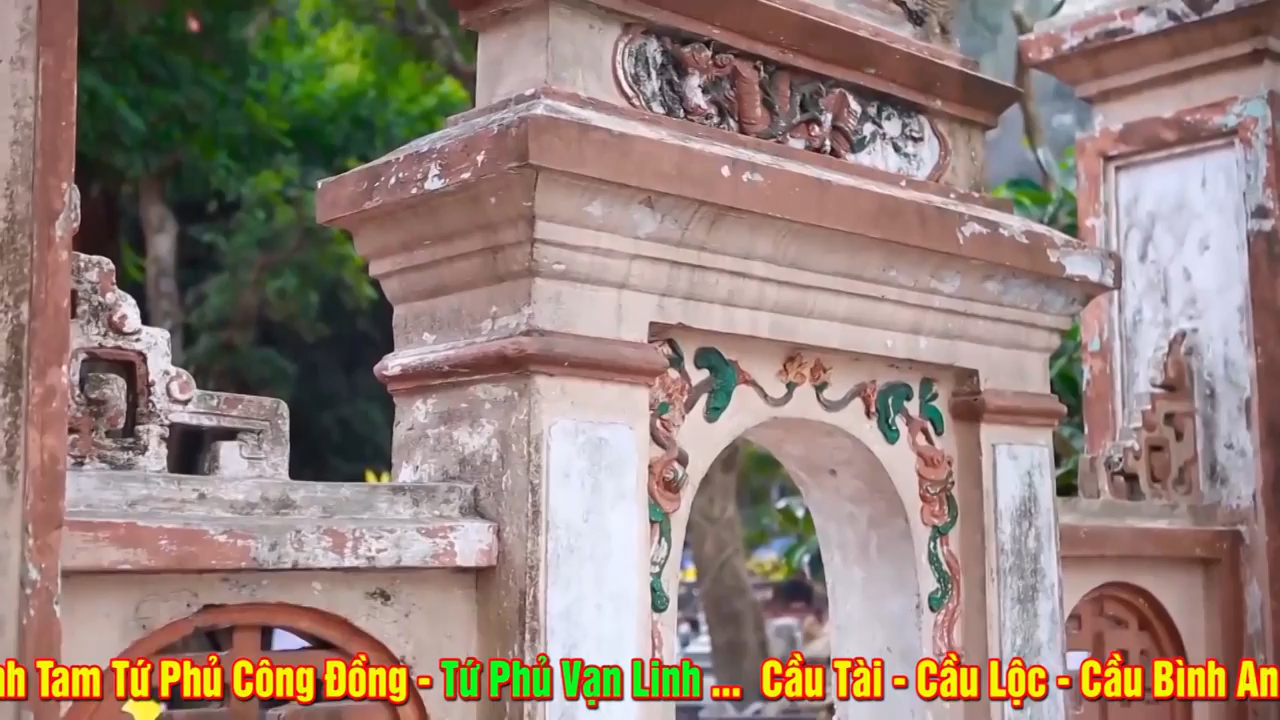 Tam Tứ Phủ Công Đồng - Tứ Phủ Vạn Linh ... Cầu Tài - Cầu Lộc - Cầu Bình An